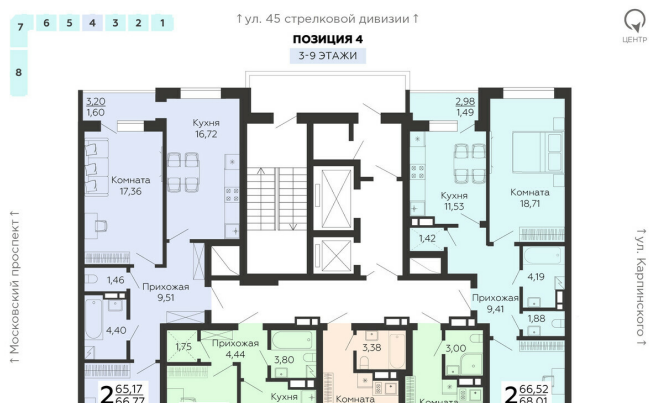 ↑ ул. 45 стрелковой дивизии ↑
ПОЗИЦИЯ 4
3-9 ЭТАЖИ
7 6 5 4 3 2 1
8
ЦЕНТР
↑ Московский проспект ↑
↑ ул. Карпинского ↑
3,20
1,60
Кухня
16,72
Комната
17,36
1,46
Прихожая
9,51
4,40
2 65,17
66,77
1,75
Прихожая
4,44
3,80
Кухня
3,38
Комната
3,00
Комната
2,98
1,49
Кухня
11,53
Комната
18,71
1,42
4,19
Прихожая
9,41
1,88
2 66,52
68,01